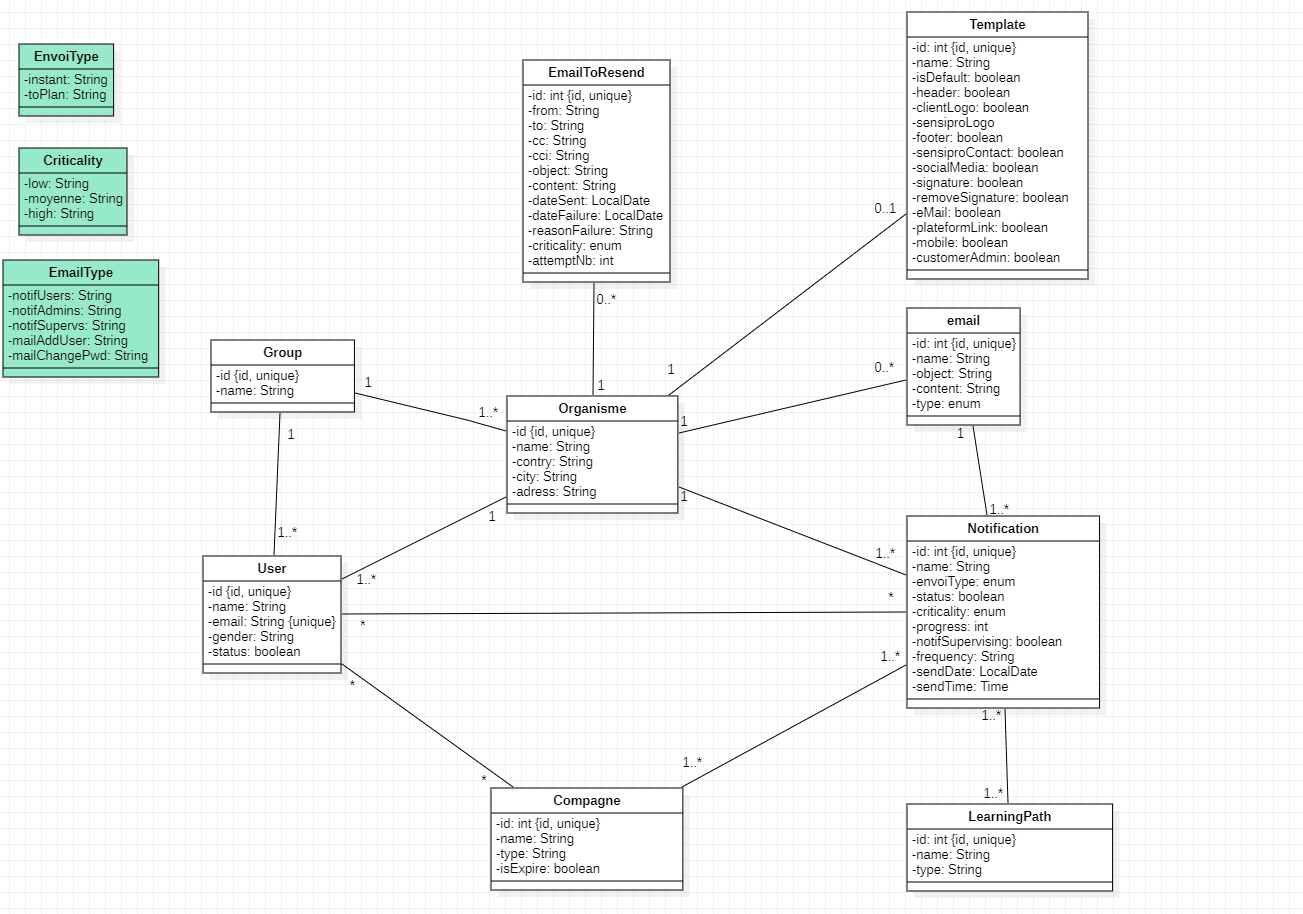 EnvoiType
-instant: String
-toPlan: String
Criticality
-low: String
-moyenne: String
-high: String
EmailType
-notifUsers: String
-notifAdmins: String
-notifSupervs: String
-mailAddUser: String
-mailChangePwd: String
EmailToResend
-id: int {id, unique}
-from: String
-to: String
-cc: String
-cci: String
-object: String
-content: String
-dateSent: LocalDate
-dateFailure: LocalDate
-reasonFailure: String
-criticality: enum
-attemptNb: int
0..*
1
Template
-id: int {id, unique}
-name: String
-isDefault: boolean
-header: boolean
-clientLogo: boolean
-sensiproLogo
-footer: boolean
-sensiproContact: boolean
-socialMedia: boolean
-signature: boolean
-removeSignature: boolean
-eMail: boolean
-plateformLink: boolean
-mobile: boolean
-customerAdmin: boolean
0..1
1
Group
-id {id, unique}
-name: String
1
1..*
1
1..*
Organisme
-id {id, unique}
-name: String
-contry: String
-city: String
-adress: String
1
0..*
1
1..*
1
1..*
email
-id: int {id, unique}
-name: String
-object: String
-content: String
-type: enum
1
1..*
User
-id {id, unique}
-name: String
-email: String {unique}
-gender: String
-status: boolean
*
*
*
*
Notification
-id: int {id, unique}
-name: String
-envoiType: enum
-status: boolean
-criticality: enum
-progress: int
-notifSupervising: boolean
-frequency: String
-sendDate: LocalDate
-sendTime: Time
1..*
1..*
1..*
1..*
Compagne
-id: int {id, unique}
-name: String
-type: String
-isExpire: boolean
LearningPath
-id: int {id, unique}
-name: String
-type: String